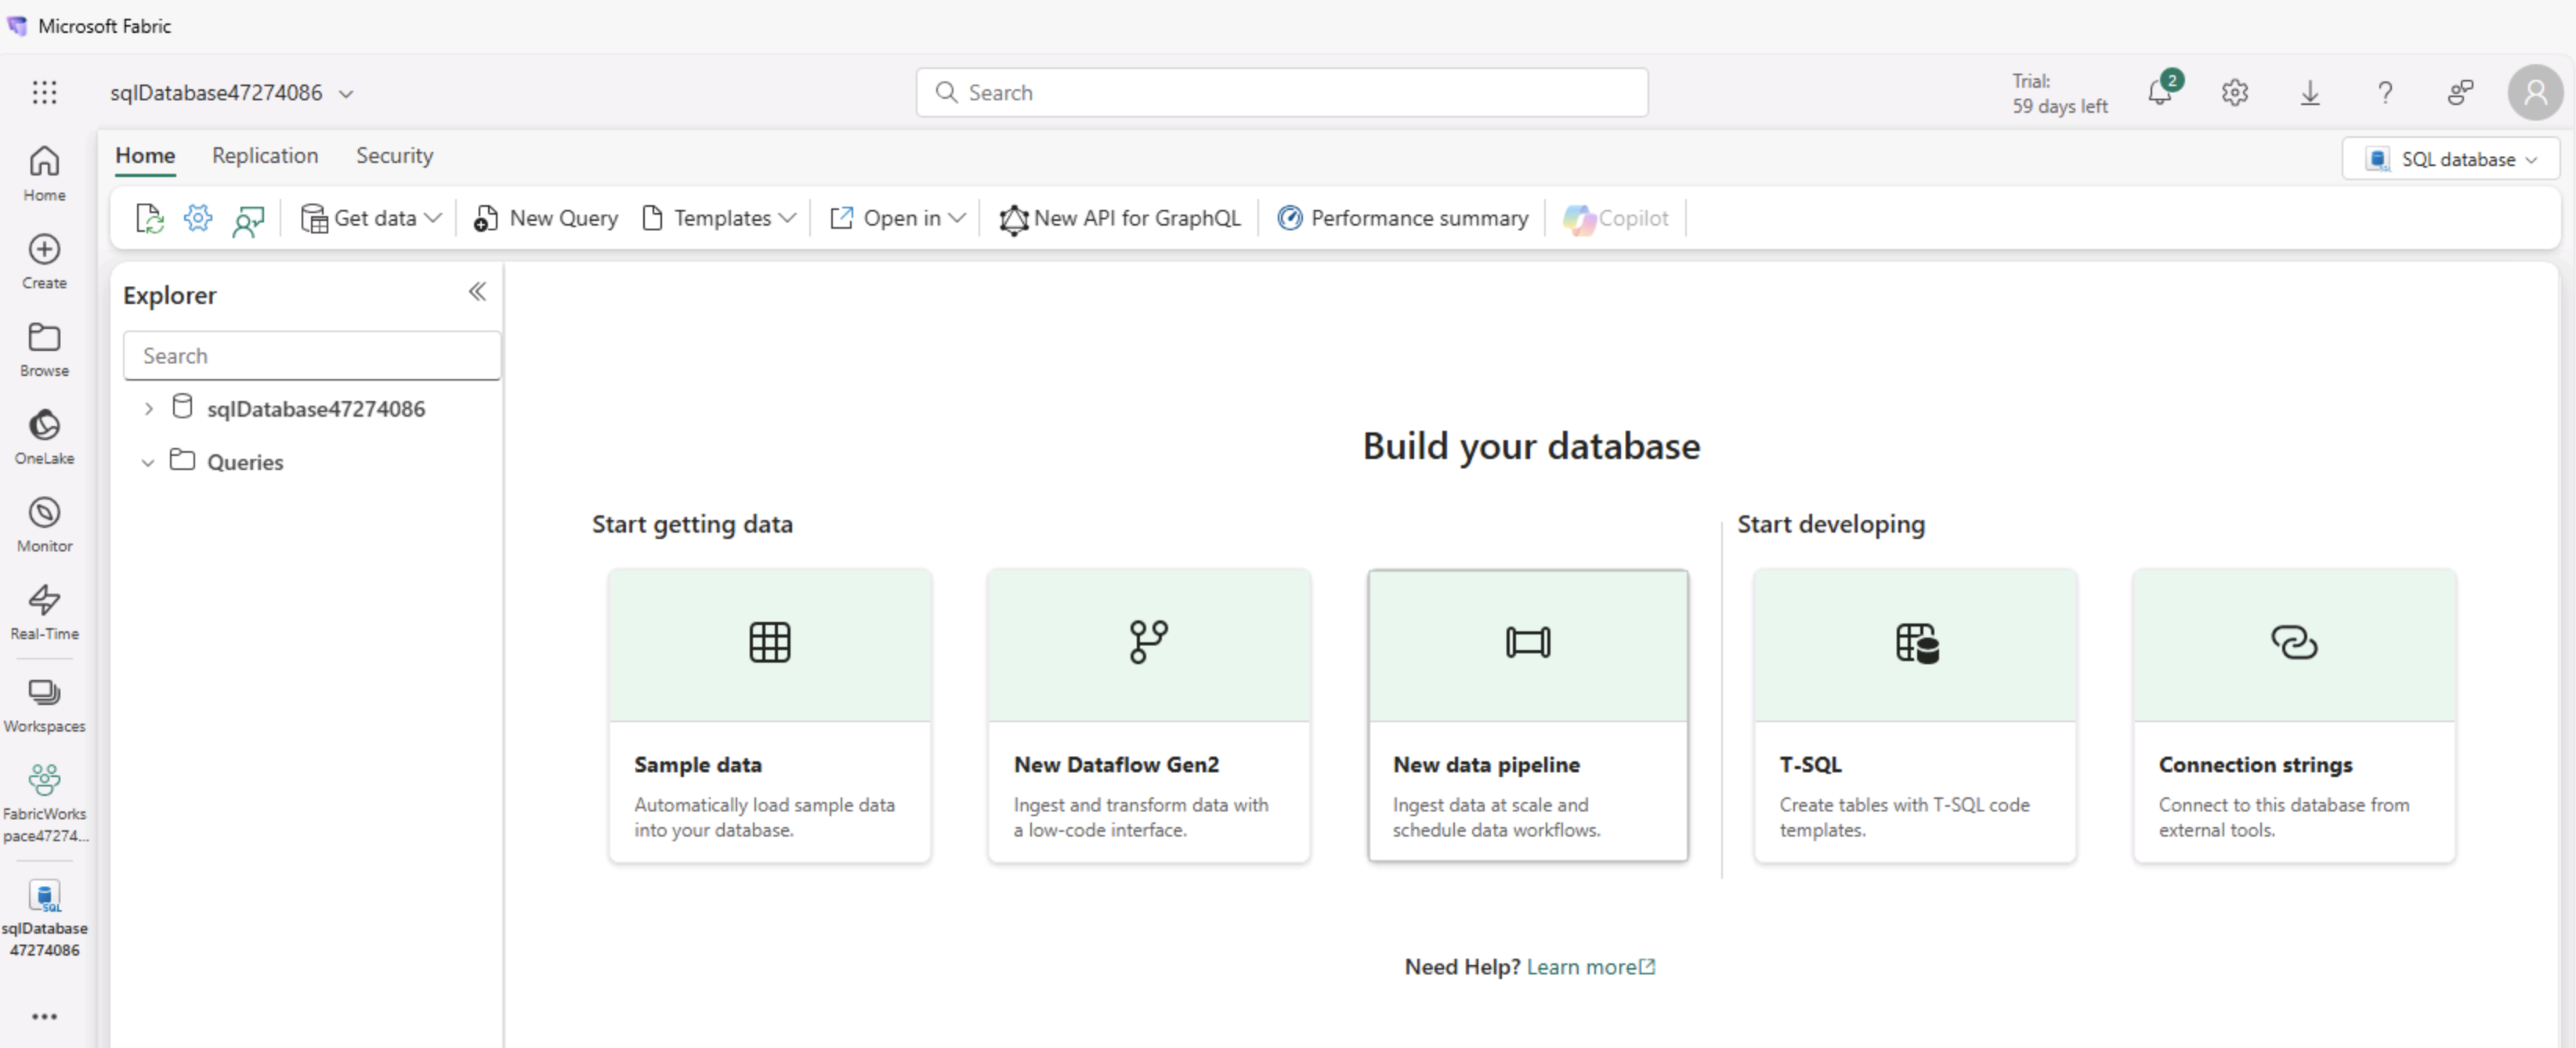 Microsoft Fabric
sqlDatabase47274086
Search
Trial:
59 days left
2
Home
Replication
Security
SQL database
Get data
New Query
Templates
Open in
New API for GraphQL
Performance summary
Copilot
Home
Create
Browse
OneLake
Monitor
Real-Time
Workspaces
FabricWorks
pace47274...
SQL
sqlDatabase
47274086
Explorer
Search
sqlDatabase47274086
Queries
Build your database
Start getting data
Start developing
Sample data
Automatically load sample data
into your database.
New Dataflow Gen2
Ingest and transform data with
a low-code interface.
New data pipeline
Ingest data at scale and
schedule data workflows.
T-SQL
Create tables with T-SQL code
templates.
Connection strings
Connect to this database from
external tools.
Need Help? Learn more